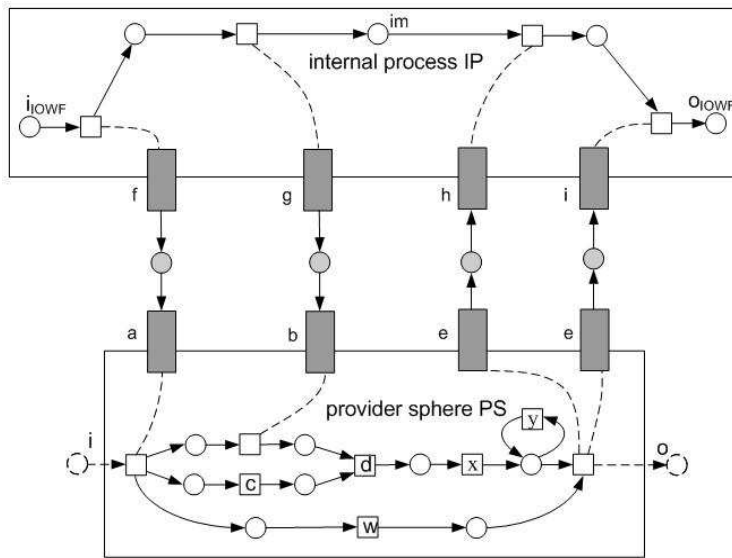 im
internal process IP
iIOWF
oIOWF
f
g
h
i
a
b
e
e
provider sphere PS
y
i
o
d
x
c
w